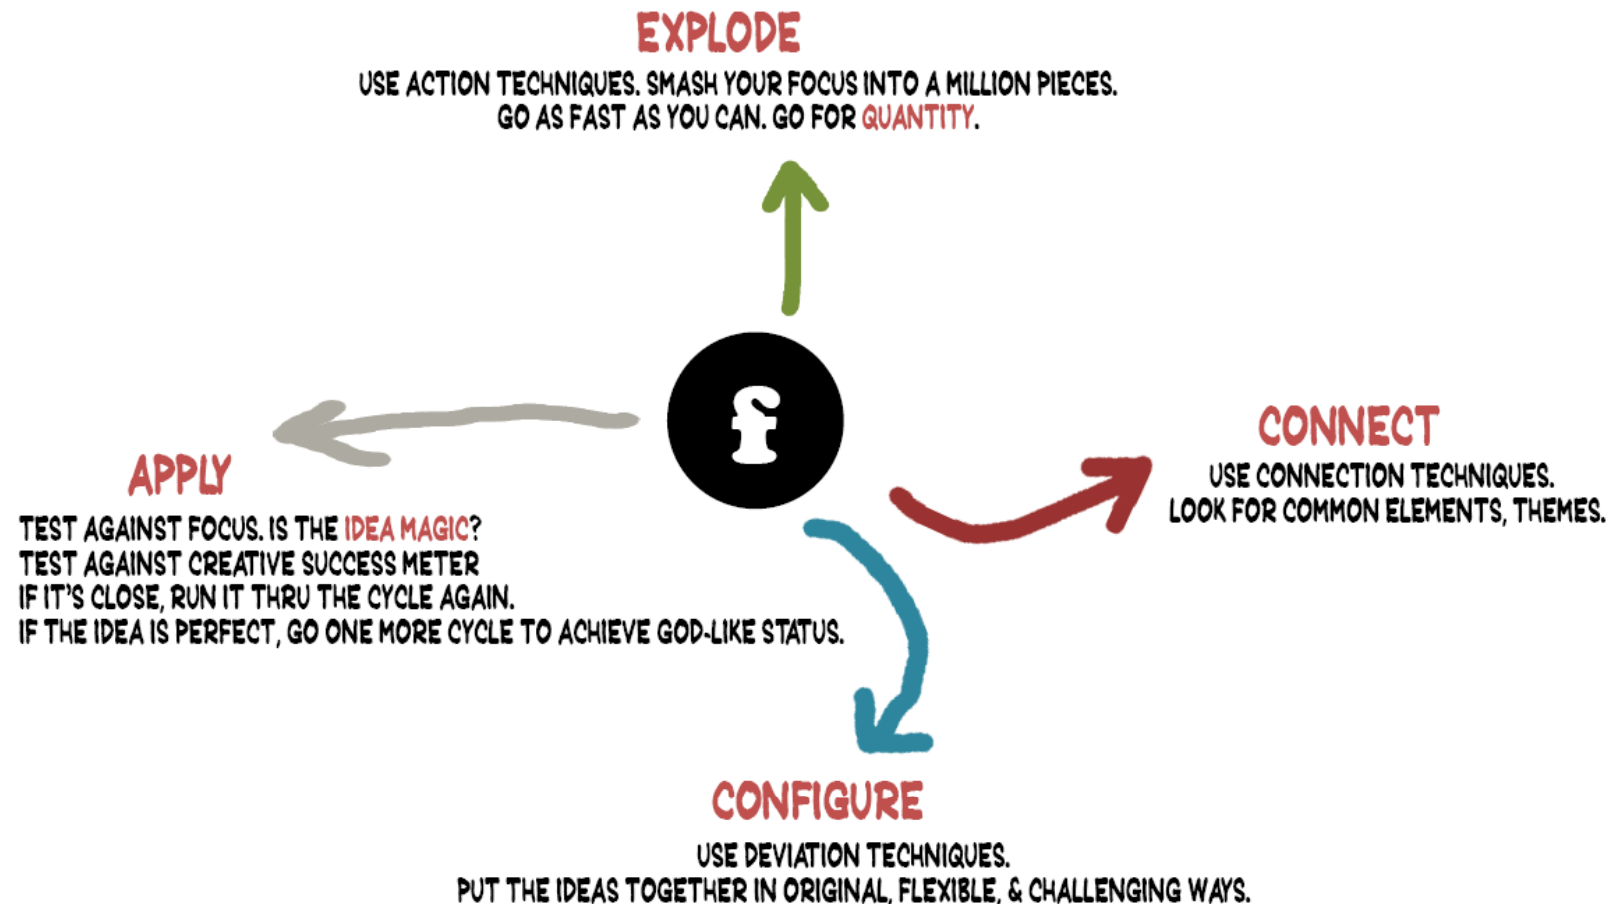 EXPLODE
USE ACTION TECHNIQUES. SMASH YOUR FOCUS INTO A MILLION PIECES.
GO AS FAST AS YOU CAN. GO FOR QUANTITY.
f
CONNECT
USE CONNECTION TECHNIQUES.
LOOK FOR COMMON ELEMENTS, THEMES.
APPLY
TEST AGAINST FOCUS. IS THE IDEA MAGIC?
TEST AGAINST CREATIVE SUCCESS METER
IF IT'S CLOSE, RUN IT THRU THE CYCLE AGAIN.
IF THE IDEA IS PERFECT, GO ONE MORE CYCLE TO ACHIEVE GOD-LIKE STATUS.
CONFIGURE
USE DEVIATION TECHNIQUES.
PUT THE IDEAS TOGETHER IN ORIGINAL, FLEXIBLE, & CHALLENGING WAYS.